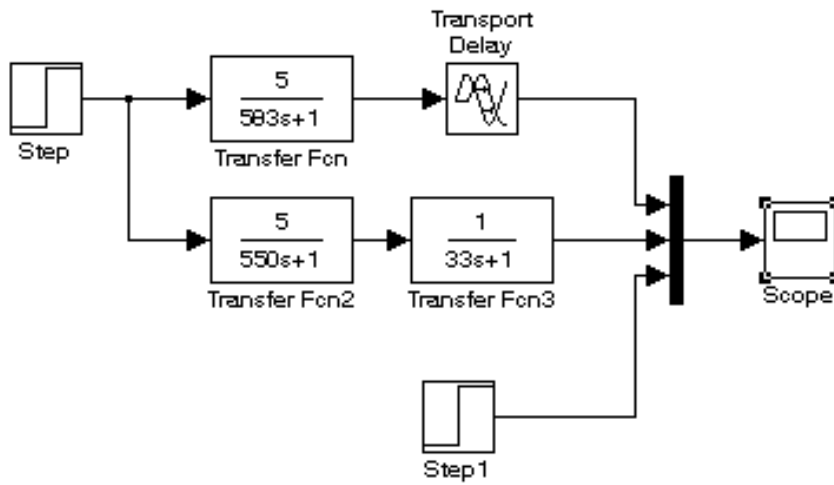 Transport
Delay
5
583s+1
Step
Transfer Fcn
5
550s+1
1
33s+1
Transfer Fcn2
Transfer Fcn3
Scope
Step1